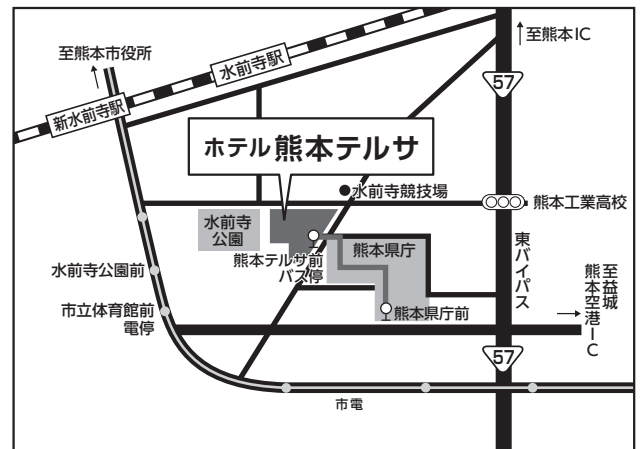 至熊本IC
至熊本市役所
水前寺駅
57
新水前寺駅
ホテル 熊本テルサ
水前寺競技場
熊本工業高校
水前寺
公園
熊本県庁
熊本テルサ前
バス停
東バイパス
水前寺公園前
至益城
熊本空港IC
市立体育館前
電停
熊本県庁前
57
市電